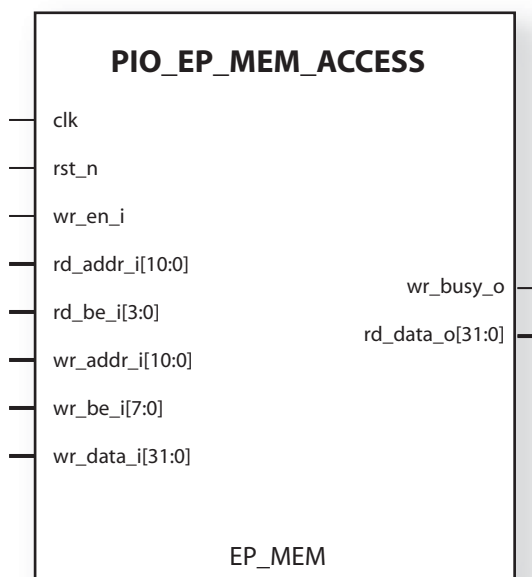 PIO_EP_MEM_ACCESS
clk
rst_n
wr_en_i
rd_addr_i[10:0]
rd_be_i[3:0]
wr_addr_i[10:0]
wr_be_i[7:0]
wr_data_i[31:0]
wr_busy_o
rd_data_o[31:0]
EP_MEM